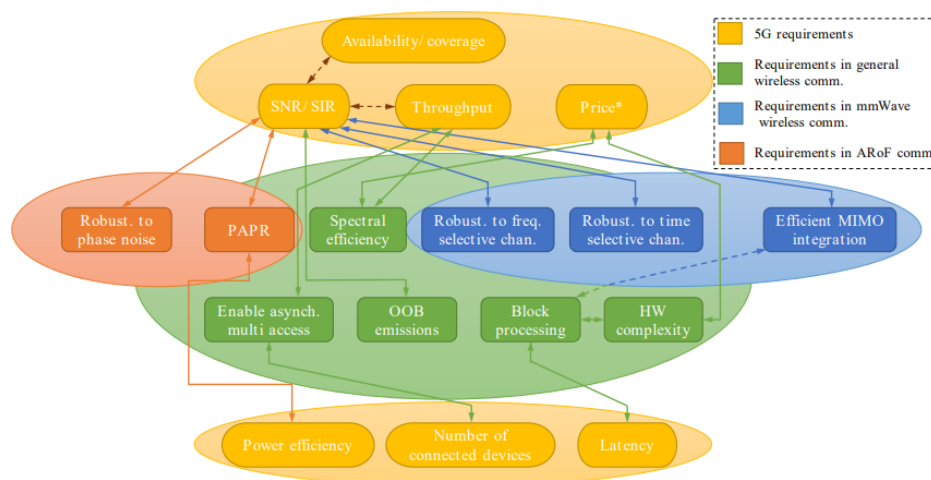 Availability/ coverage
SNR/ SIR
Throughput
Price*
5G requirements
Requirements in general
wireless comm.
Requirements in mmWave
wireless comm.
Requirements in ARoF comm
Robust. to
phase noise
PAPR
Spectral
efficiency
Robust. to freq.
selective chan.
Robust. to time
selective chan.
Efficient MIMO
integration
Enable asynch.
multi access
OOB
emissions
Block
processing
HW
complexity
Power efficiency
Number of
connected devices
Latency